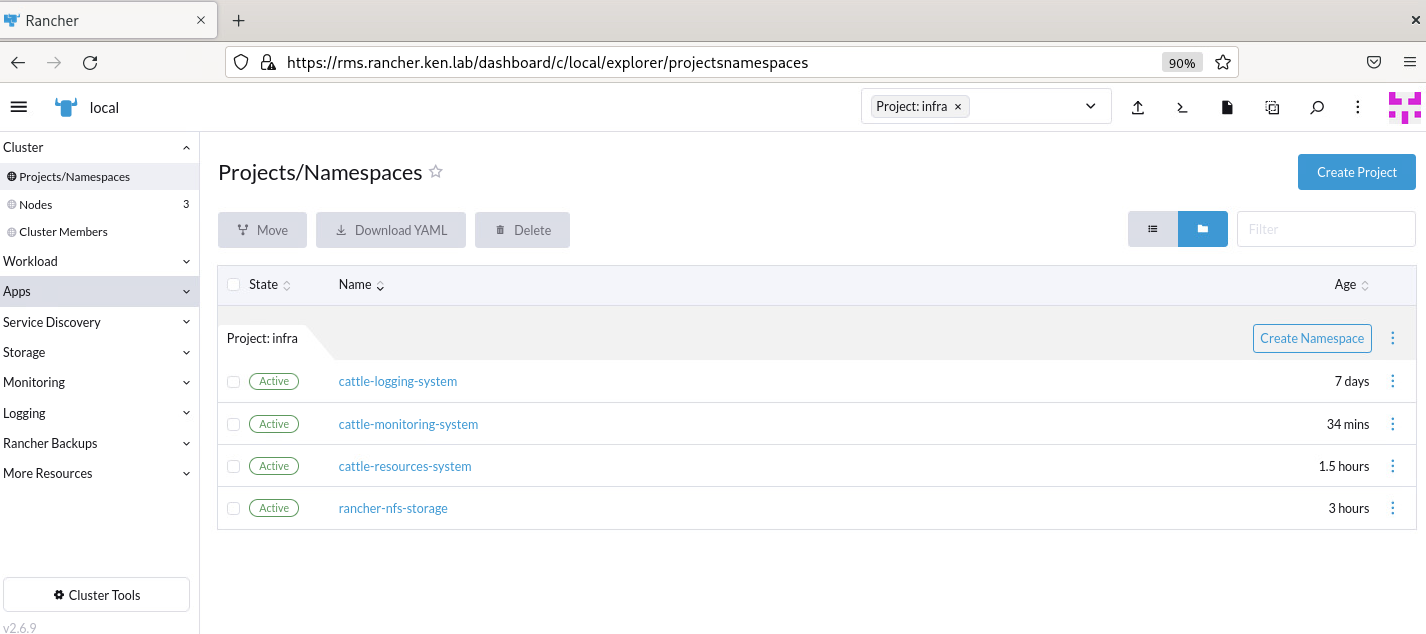 Rancher
https://rms.rancher.ken.lab/dashboard/c/local/explorer/projectsnamespaces
90%
local
Project: infra
Cluster
Projects/Namespaces
Nodes 3
Cluster Members
Workload
Apps
Service Discovery
Storage
Monitoring
Logging
Rancher Backups
More Resources
Cluster Tools
v2.6.9
Projects/Namespaces
Create Project
Move Download YAML Delete
Filter
State Name Age
Project: infra Create Namespace
Active cattle-logging-system 7 days
Active cattle-monitoring-system 34 mins
Active cattle-resources-system 1.5 hours
Active rancher-nfs-storage 3 hours